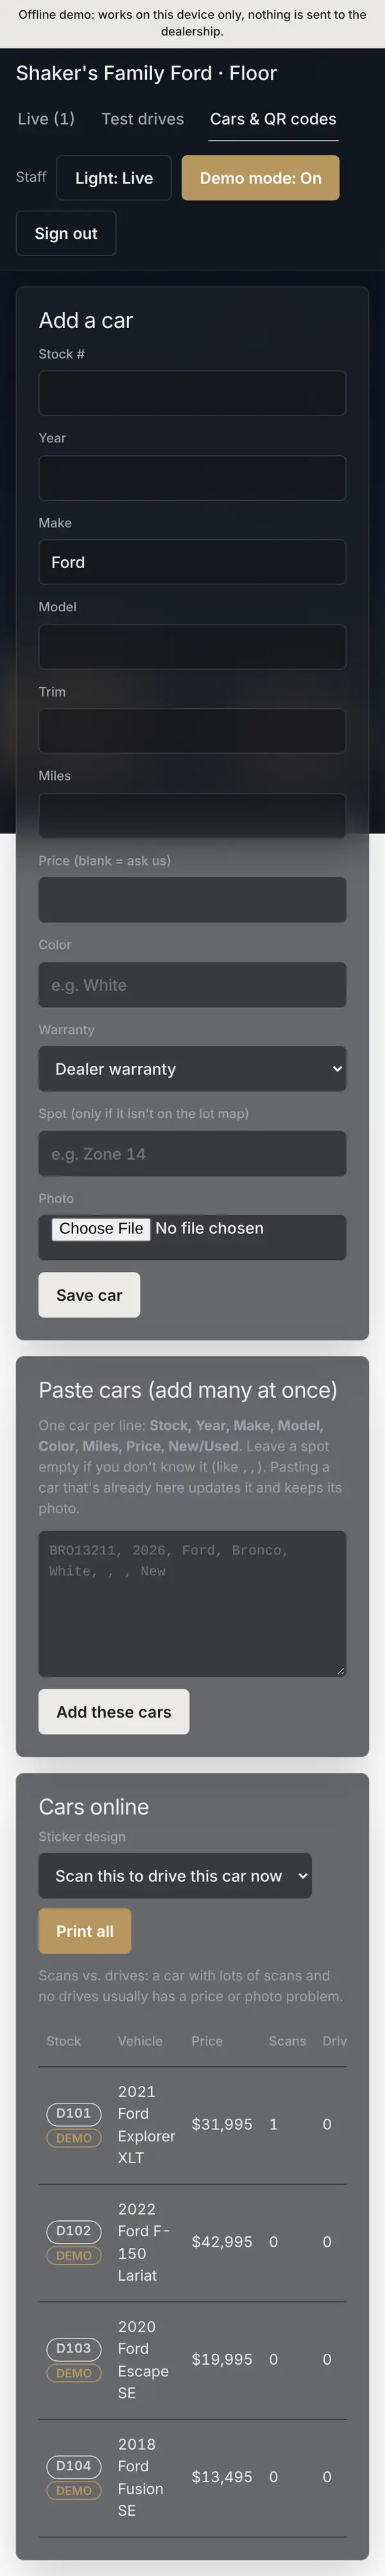 Offline demo: works on this device only, nothing is sent to the
dealership.
Shaker's Family Ford · Floor
Live (1)
Test drives
Cars & QR codes
Staff
Light: Live
Demo mode: On
Sign out
Add a car
Stock #
Year
Make
Ford
Model
Trim
Miles
Price (blank = ask us)
Color
e.g. White
Warranty
Dealer warranty
Spot (only if it isn't on the lot map)
e.g. Zone 14
Photo
Choose File No file chosen
Save car
Paste cars (add many at once)
One car per line: Stock, Year, Make, Model,
Color, Miles, Price, New/Used. Leave a spot
empty if you don't know it (like , , ). Pasting a
car that's already here updates it and keeps its
photo.
BRO13211, 2026, Ford, Bronco,
White, , , New
Add these cars
Cars online
Sticker design
Scan this to drive this car now
Print all
Scans vs. drives: a car with lots of scans and
no drives usually has a price or photo problem.
Stock Vehicle Price Scans Driv
D101
DEMO
2021
Ford
Explorer
XLT
$31,995 1 0
D102
DEMO
2022
Ford F-
150
Lariat
$42,995 0 0
D103
DEMO
2020
Ford
Escape
SE
$19,995 0 0
D104
DEMO
2018
Ford
Fusion
SE
$13,495 0 0